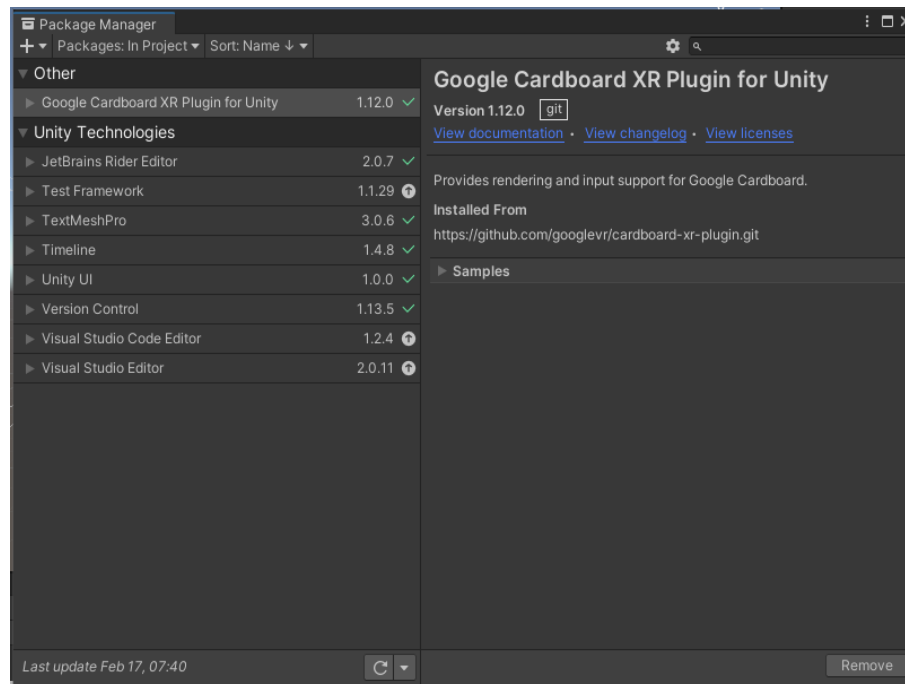 Package Manager
Packages: In Project Sort: Name ↓
Other
Google Cardboard XR Plugin for Unity 1.12.0
Unity Technologies
JetBrains Rider Editor 2.0.7
Test Framework 1.1.29
TextMeshPro 3.0.6
Timeline 1.4.8
Unity UI 1.0.0
Version Control 1.13.5
Visual Studio Code Editor 1.2.4
Visual Studio Editor 2.0.11
Last update Feb 17, 07:40
Google Cardboard XR Plugin for Unity
Version 1.12.0 git
View documentation • View changelog • View licenses
Provides rendering and input support for Google Cardboard.
Installed From
https://github.com/googlevr/cardboard-xr-plugin.git
Samples
Remove